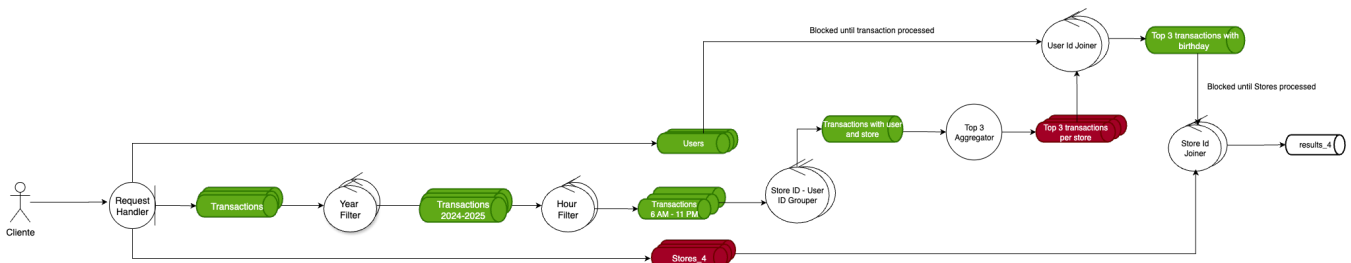 Blocked until transaction processed
User Id Joiner
Top 3 transactions with
birthday
Blocked until Stores processed
Transactions with user
and store
Top 3
Aggregator
Top 3 transactions
per store
Users
Store Id
Joiner
results_4
Cliente
Request
Handler
Transactions
Year
Filter
Transactions
2024-2025
Hour
Filter
Transactions
6 AM - 11 PM
Store ID - User
ID Grouper
Stores_4